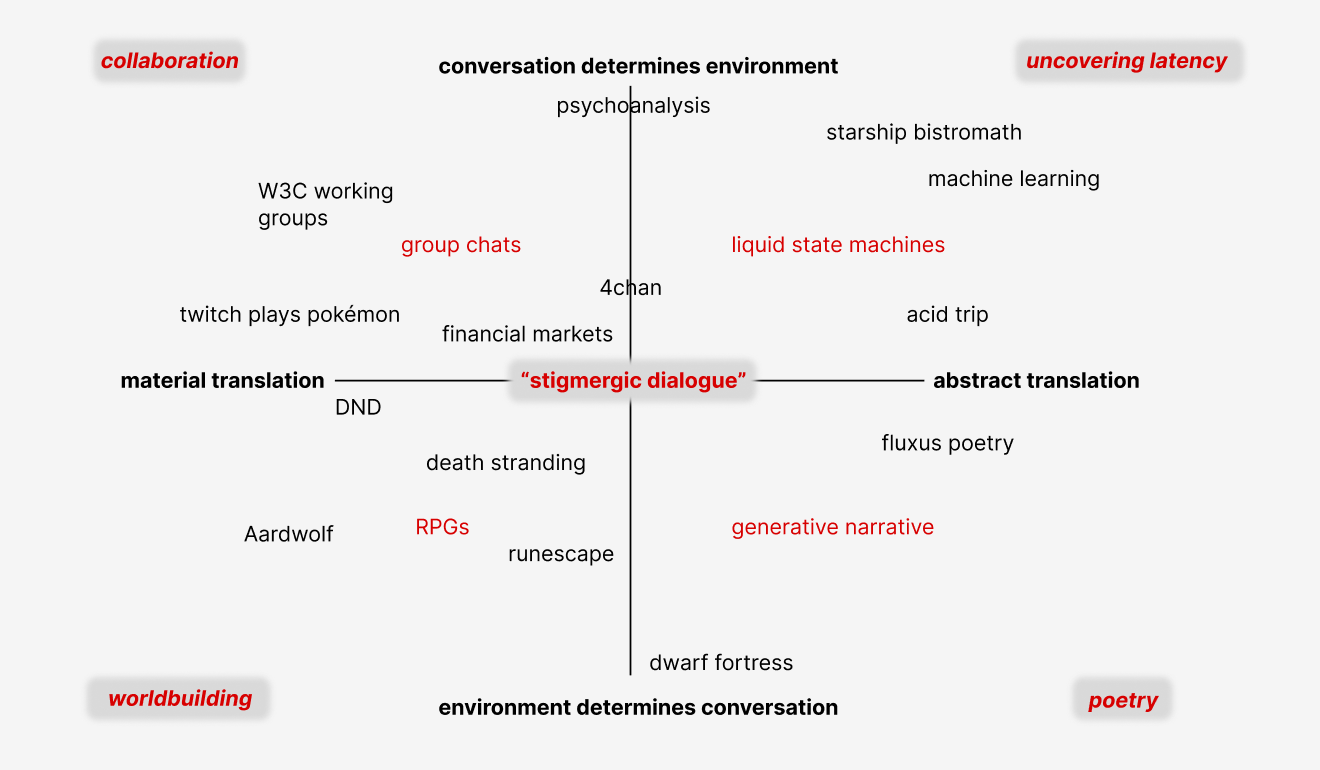 collaboration
conversation determines environment
uncovering latency
psychoanalysis
starship bistromath
machine learning
W3C working
groups
group chats
liquid state machines
4chan
twitch plays pokémon
acid trip
financial markets
material translation
“stigmergic dialogue”
abstract translation
DND
fluxus poetry
death stranding
Aardwolf
RPGs
generative narrative
runescape
dwarf fortress
worldbuilding
environment determines conversation
poetry